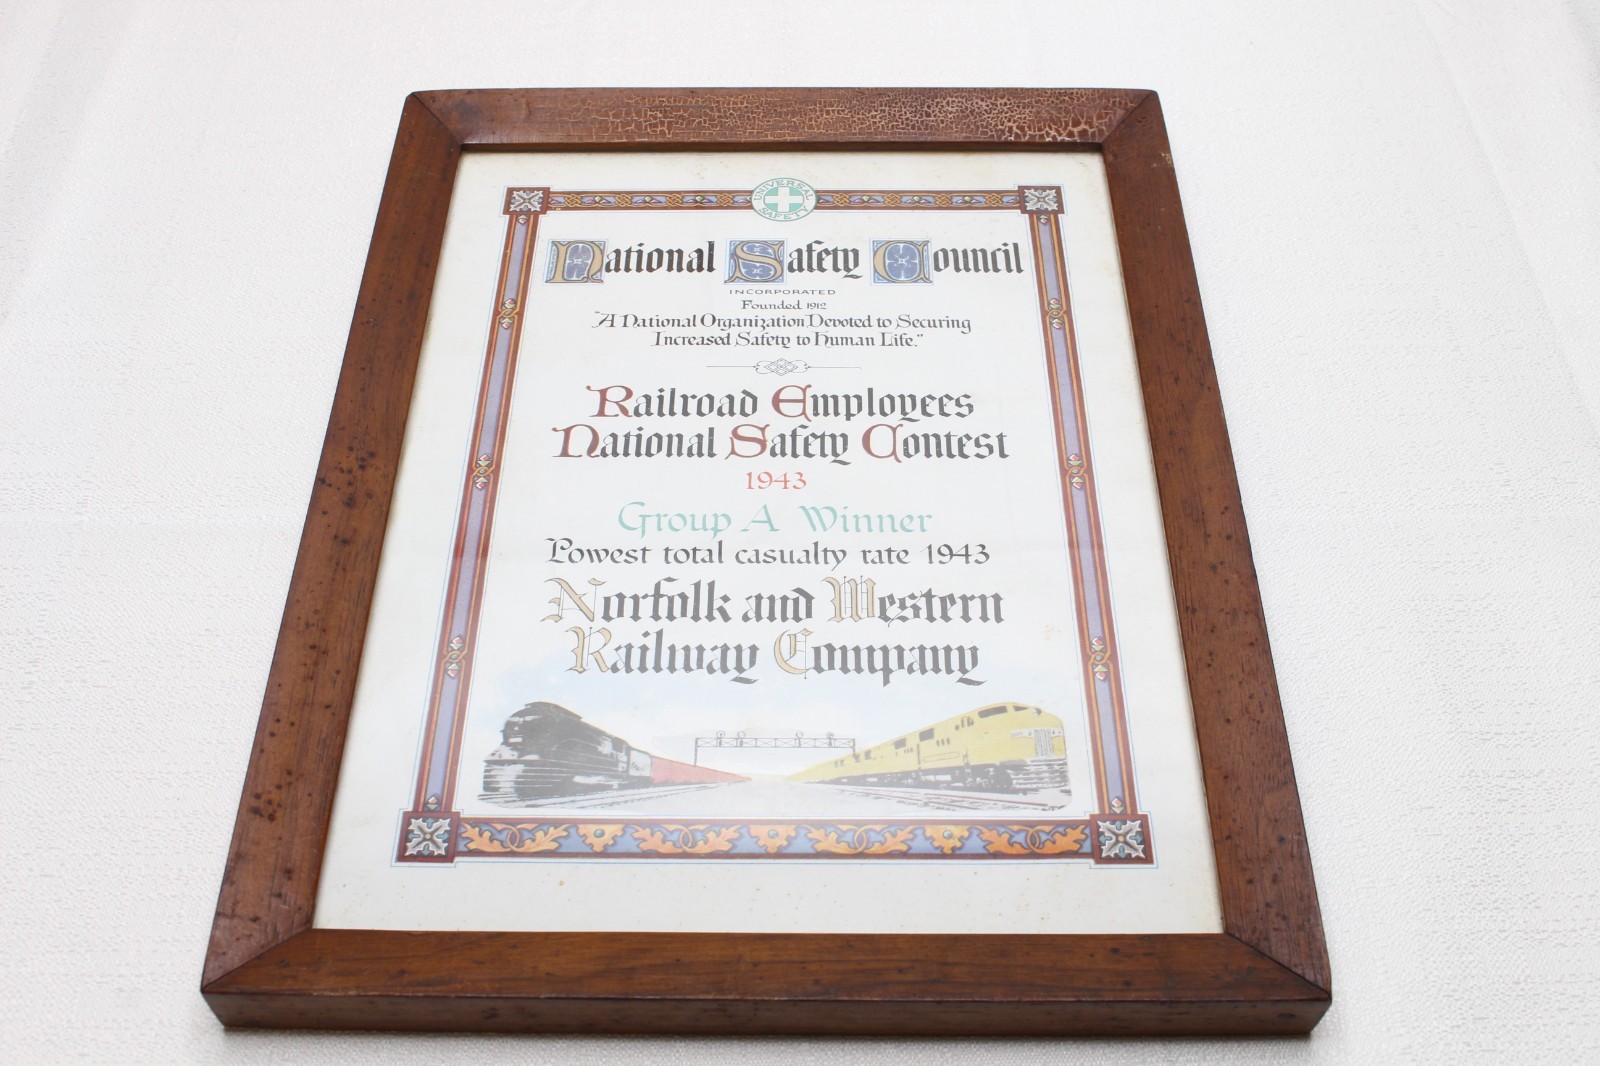 UNIVERSAL SAFETY
National Safety Council
INCORPORATED
Founded 1912
"A National Organization Devoted to Securing
Increased Safety to Human Life."
Railroad Employees
National Safety Contest
1943
Group A Winner
Lowest total casualty rate 1943
Norfolk and Western
Railway Company